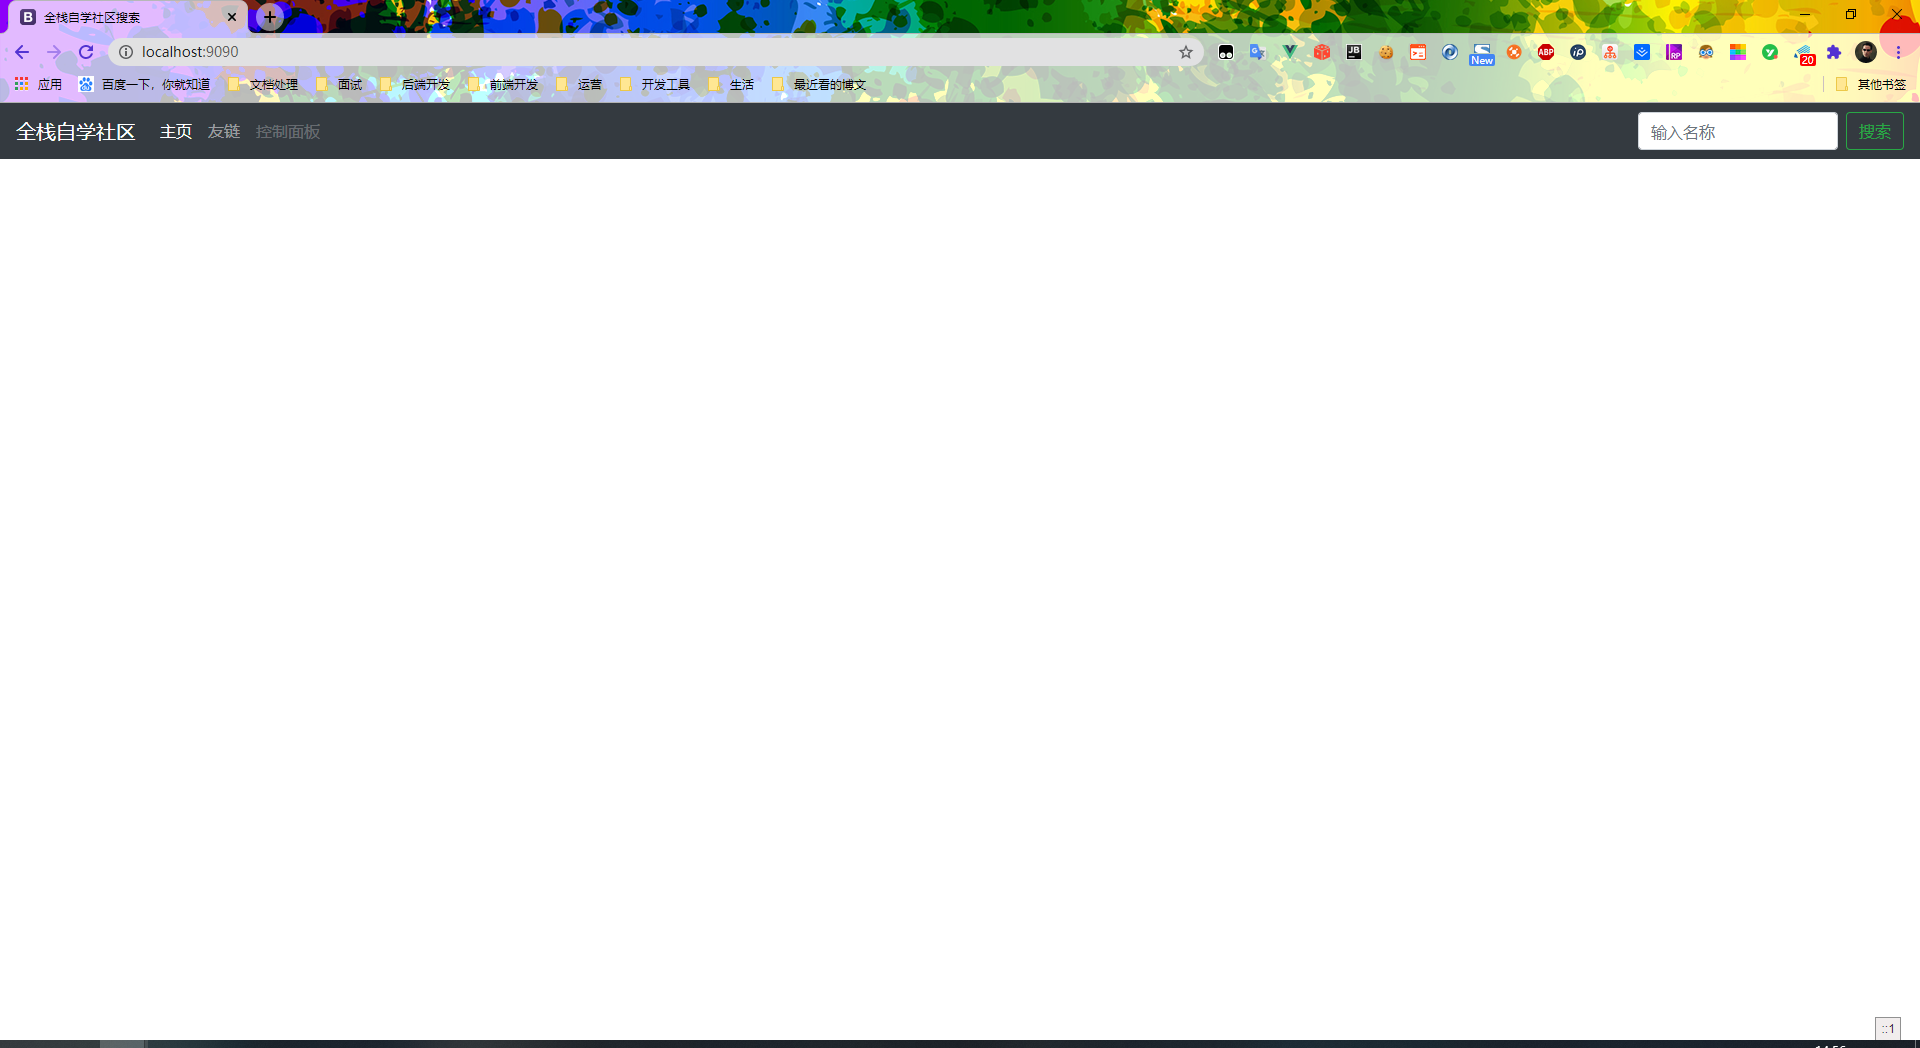 全栈自学社区搜索
localhost:9090
New
ABP
20
应用 百度一下，你就知道 文档处理 面试 后端开发 前端开发 运营 开发工具 生活 最近看的博文 其他书签
全栈自学社区 主页 友链 控制面板 输入名称 搜索
::1